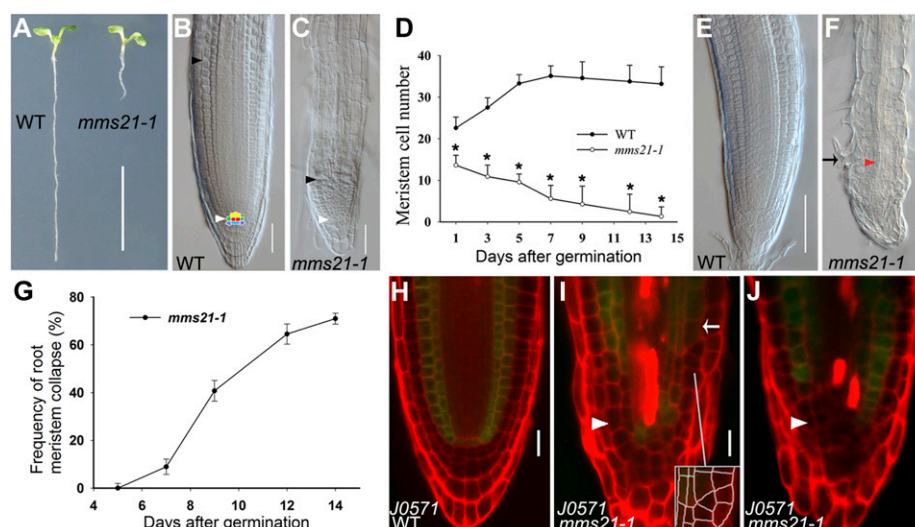 A
WT
mms21-1
B
WT
C
mms21-1
D
Meristem cell number
40
30
20
10
0
WT
mms21-1
* * * * * * *
1 3 5 7 9 11 13 15
Days after germination
E
WT
F
mms21-1
G
Frequency of root
meristem collapse (%)
80
60
40
20
0
mms21-1
4 6 8 10 12 14
Days after germination
H
J0571
WT
I
J0571
mms21-1
J
J0571
mms21-1